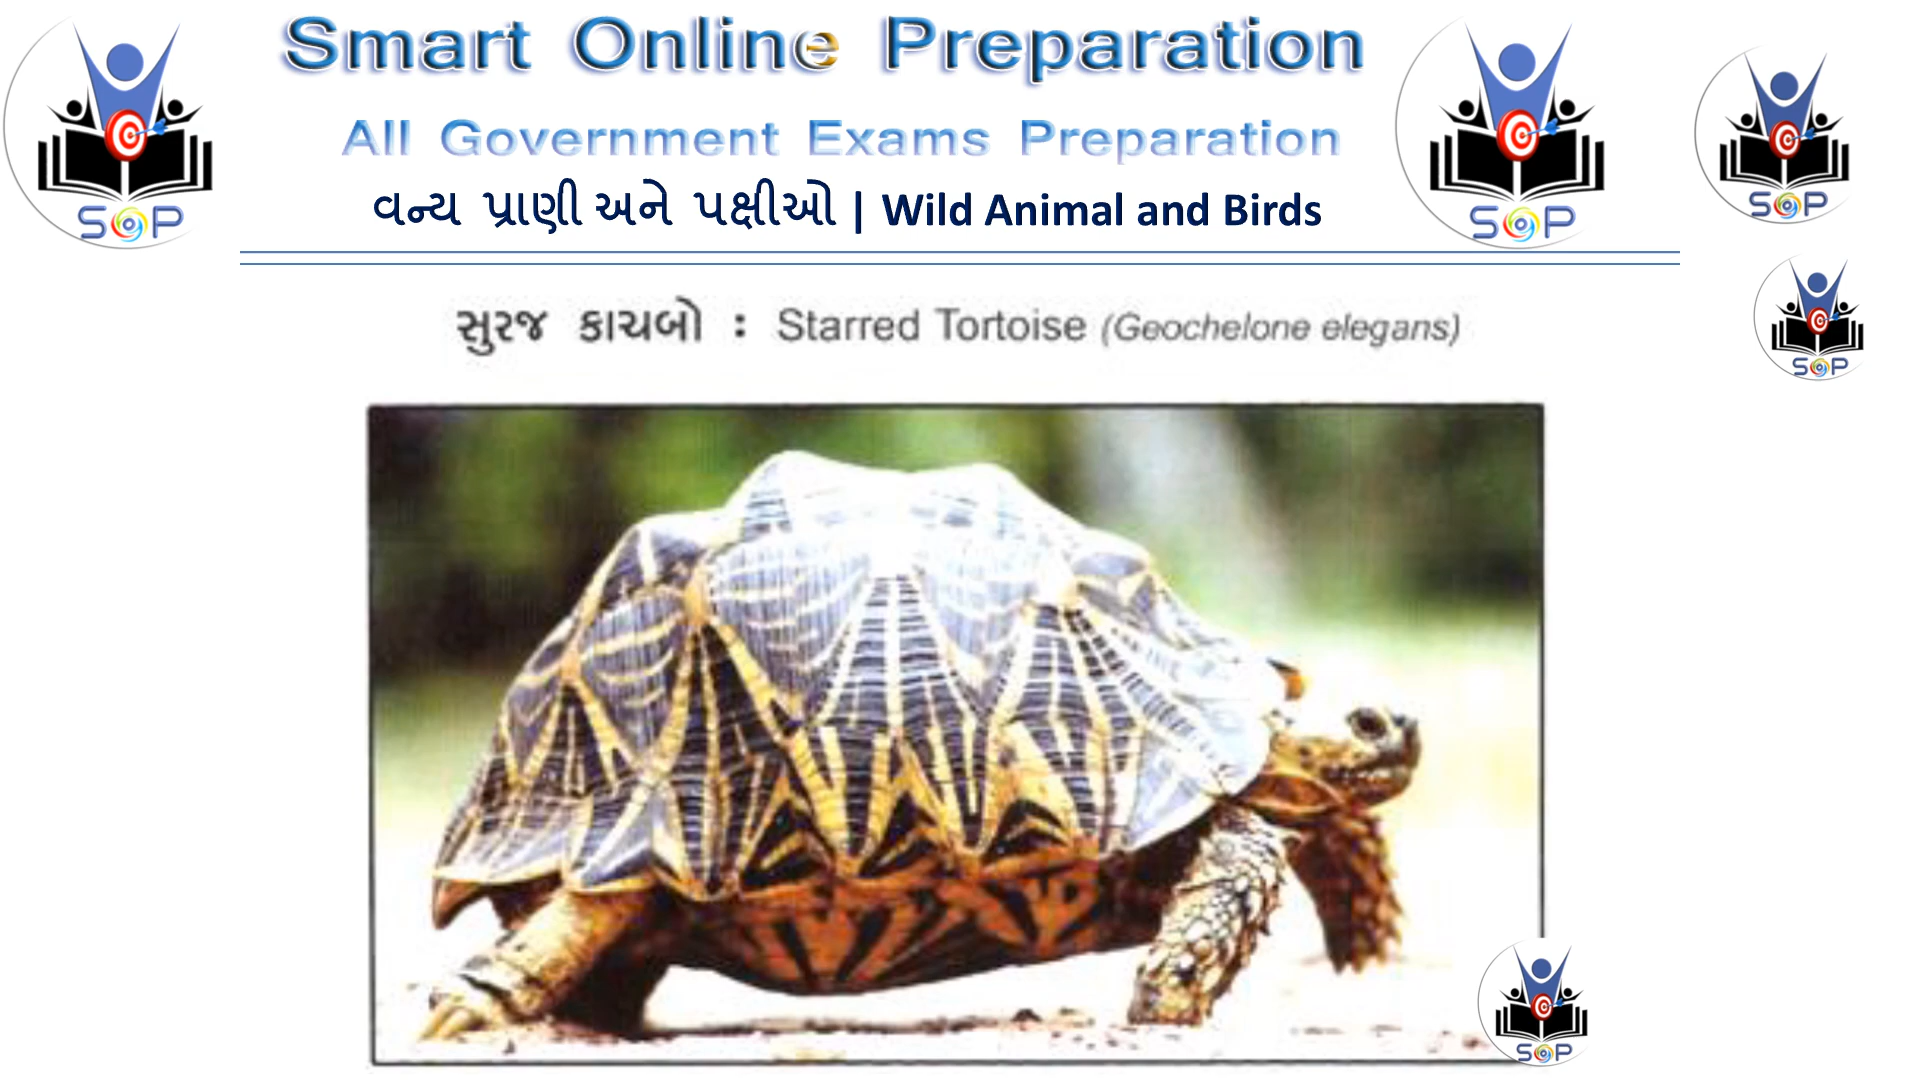 Smart Online Preparation
All Government Exams Preparation
વન્ય પ્રાણી અને પક્ષીઓ | Wild Animal and Birds
સુરજ કાચબો : Starred Tortoise (Geochelone elegans)
SOP
SOP
SOP
SOP
SOP